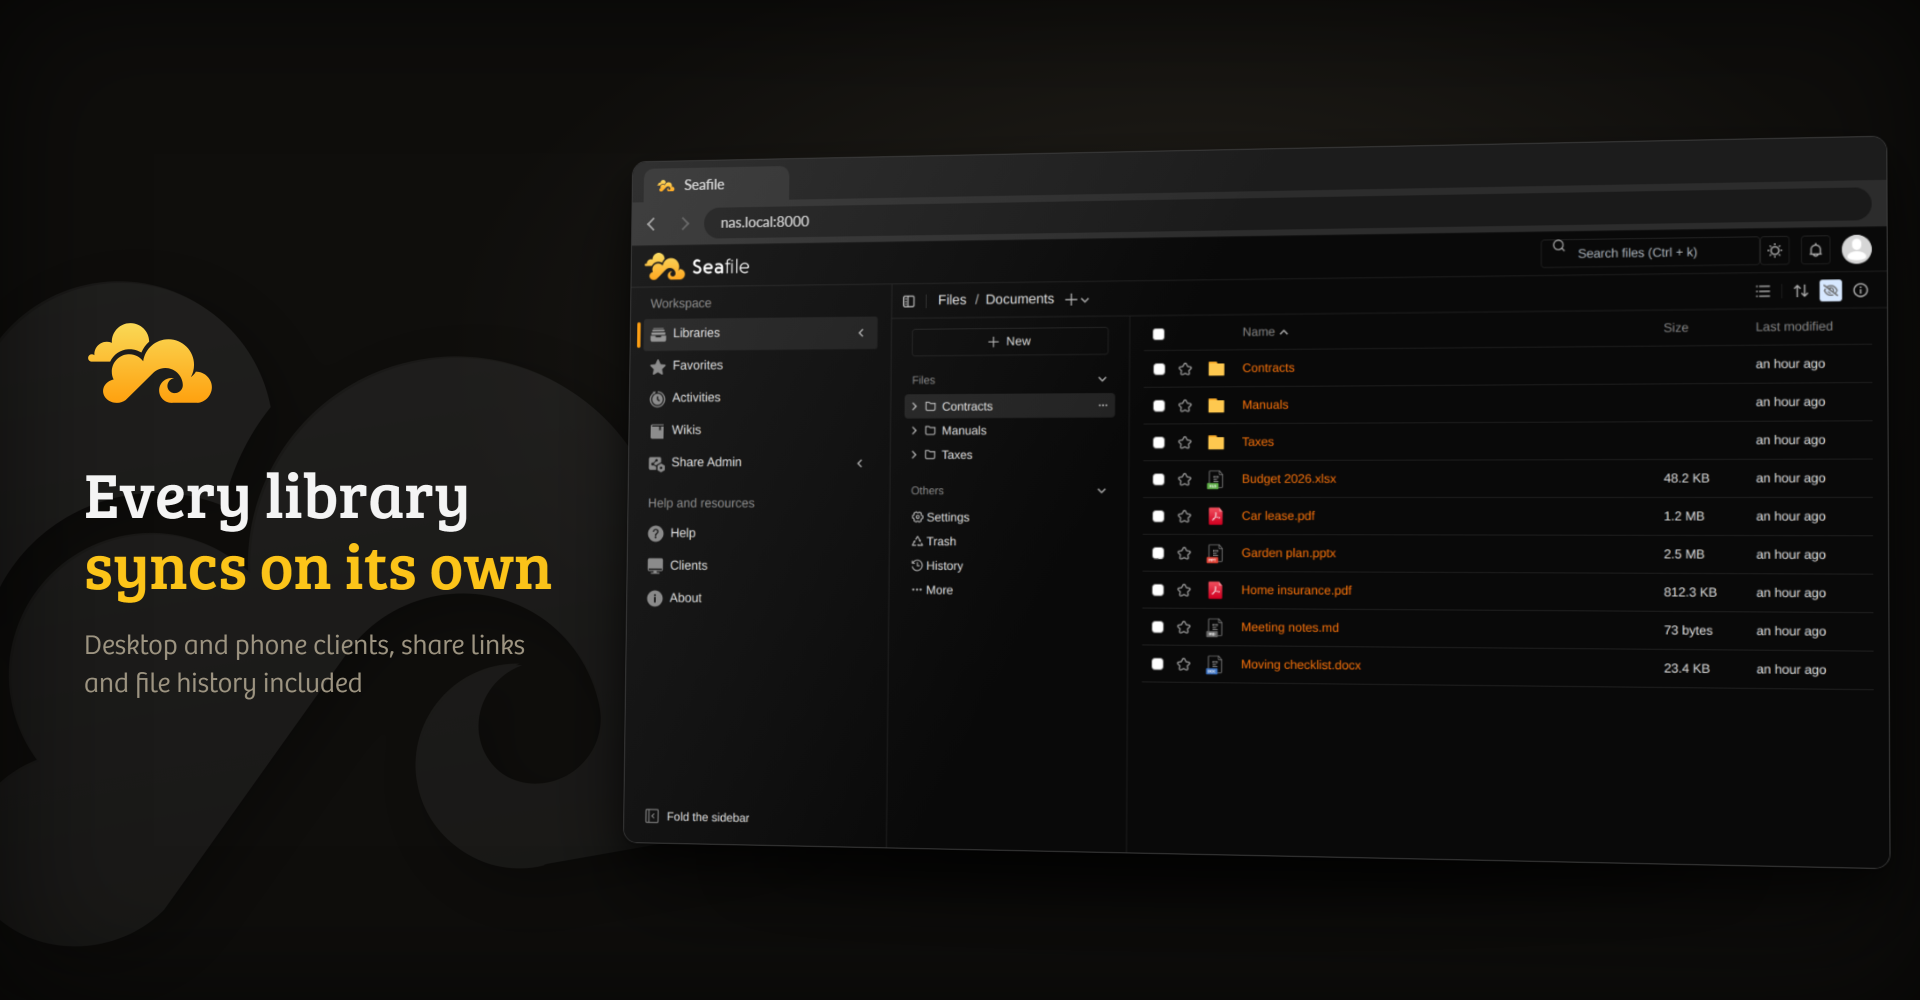 Every library
syncs on its own
Desktop and phone clients, share links
and file history included
Seafile
nas.local:8000
Seafile
Search files (Ctrl + k)
Workspace
Libraries
Favorites
Activities
Wikis
Share Admin
Help and resources
Help
Clients
About
Fold the sidebar
Files / Documents
New
Files
Contracts
Manuals
Taxes
Others
Settings
Trash
History
More
Name Size Last modified
Contracts an hour ago
Manuals an hour ago
Taxes an hour ago
Budget 2026.xlsx 48.2 KB an hour ago
Car lease.pdf 1.2 MB an hour ago
Garden plan.pptx 2.5 MB an hour ago
Home insurance.pdf 812.3 KB an hour ago
Meeting notes.md 73 bytes an hour ago
Moving checklist.docx 23.4 KB an hour ago